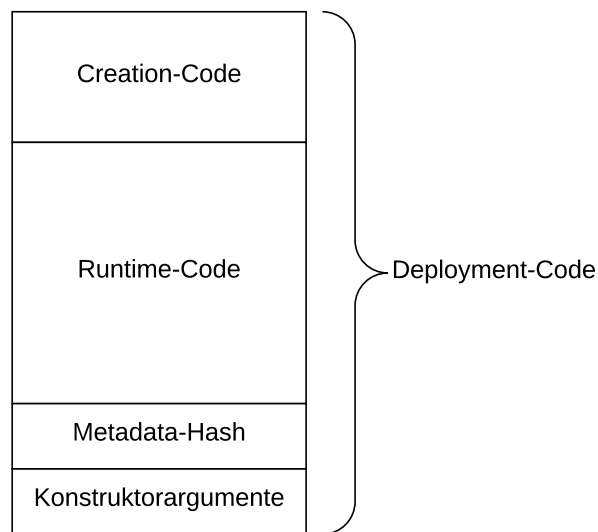 Creation-Code
Runtime-Code
Deployment-Code
Metadata-Hash
Konstruktorargumente